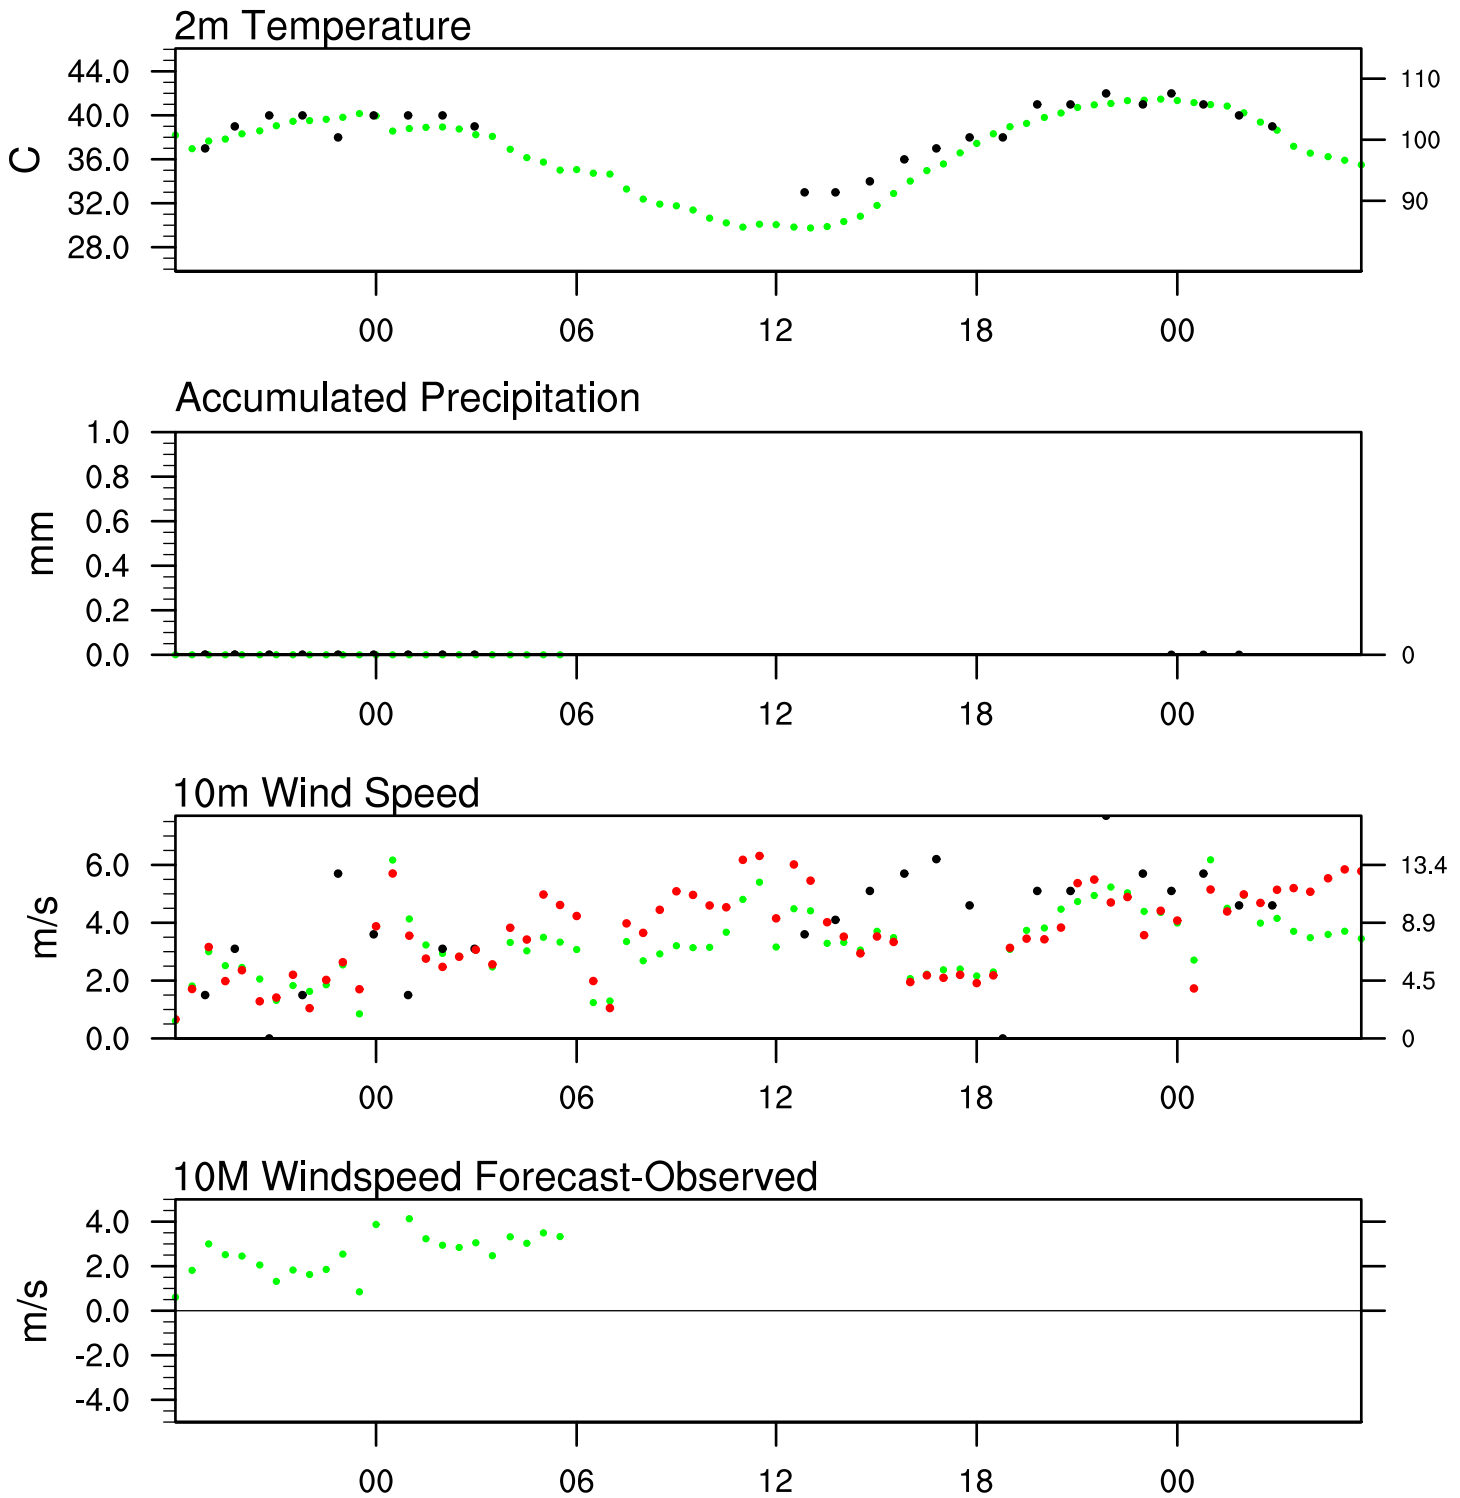 2m Temperature
44.0
110
40.0
100
C
36.0
32.0
90
28.0
00 06 12 18 00
Accumulated Precipitation
1.0
0.8
0.6
mm
0.4
0.2
0.0
0
00 06 12 18 00
10m Wind Speed
6.0
13.4
m/s
4.0
8.9
2.0
4.5
0.0
0
00 06 12 18 00
10M Windspeed Forecast-Observed
4.0
2.0
m/s
0.0
-2.0
-4.0
00 06 12 18 00